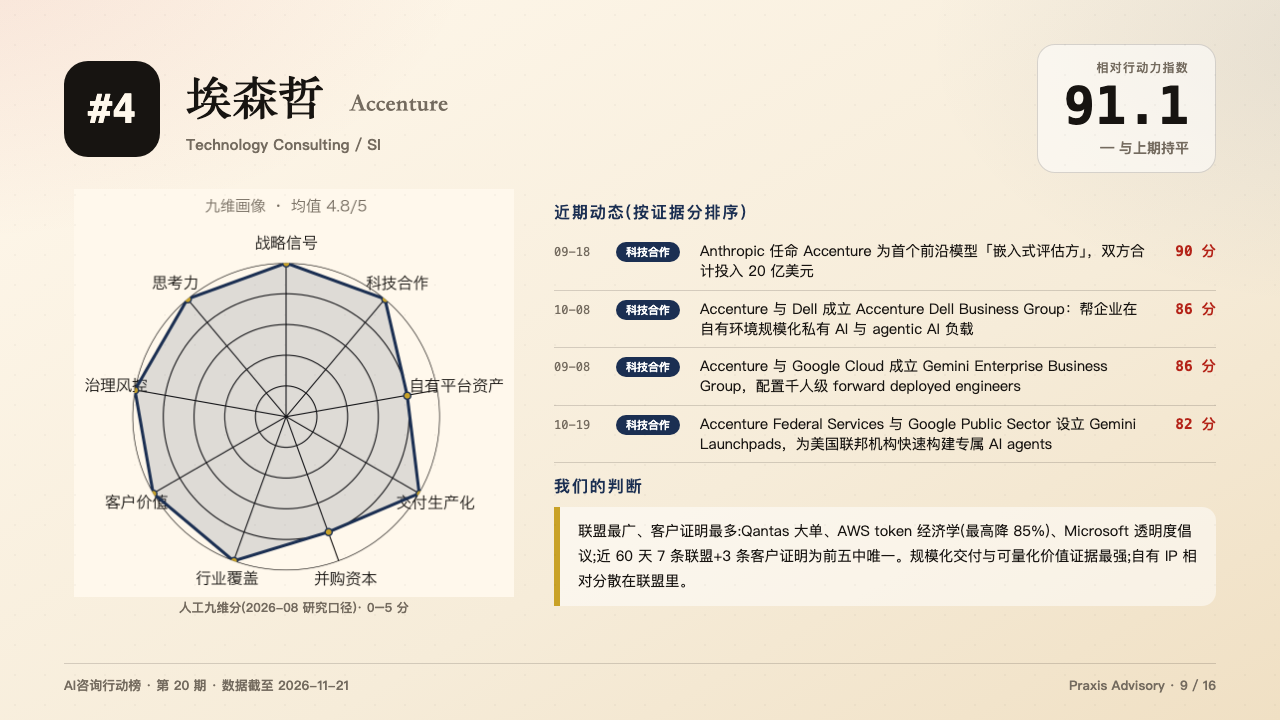 #4
埃森哲 Accenture
Technology Consulting / SI
相对行动力指数
91.1
— 与上期持平
九维画像 · 均值 4.8/5
战略信号
科技合作
自有平台资产
交付生产化
并购资本
行业覆盖
客户价值
治理风控
思考力
人工九维分(2026-08 研究口径)· 0–5 分
近期动态(按证据分排序)
09-18 科技合作 Anthropic 任命 Accenture 为首个前沿模型「嵌入式评估方」，双方合 90 分
计投入 20 亿美元
10-08 科技合作 Accenture 与 Dell 成立 Accenture Dell Business Group：帮企业在 86 分
自有环境规模化私有 AI 与 agentic AI 负载
09-08 科技合作 Accenture 与 Google Cloud 成立 Gemini Enterprise Business 86 分
Group，配置千人级 forward deployed engineers
10-19 科技合作 Accenture Federal Services 与 Google Public Sector 设立 Gemini 82 分
Launchpads，为美国联邦机构快速构建专属 AI agents
我们的判断
联盟最广、客户证明最多:Qantas 大单、AWS token 经济学(最高降 85%)、Microsoft 透明度倡
议;近 60 天 7 条联盟+3 条客户证明为前五中唯一。规模化交付与可量化价值证据最强;自有 IP 相
对分散在联盟里。
AI咨询行动榜 · 第 20 期 · 数据截至 2026-11-21
Praxis Advisory · 9 / 16